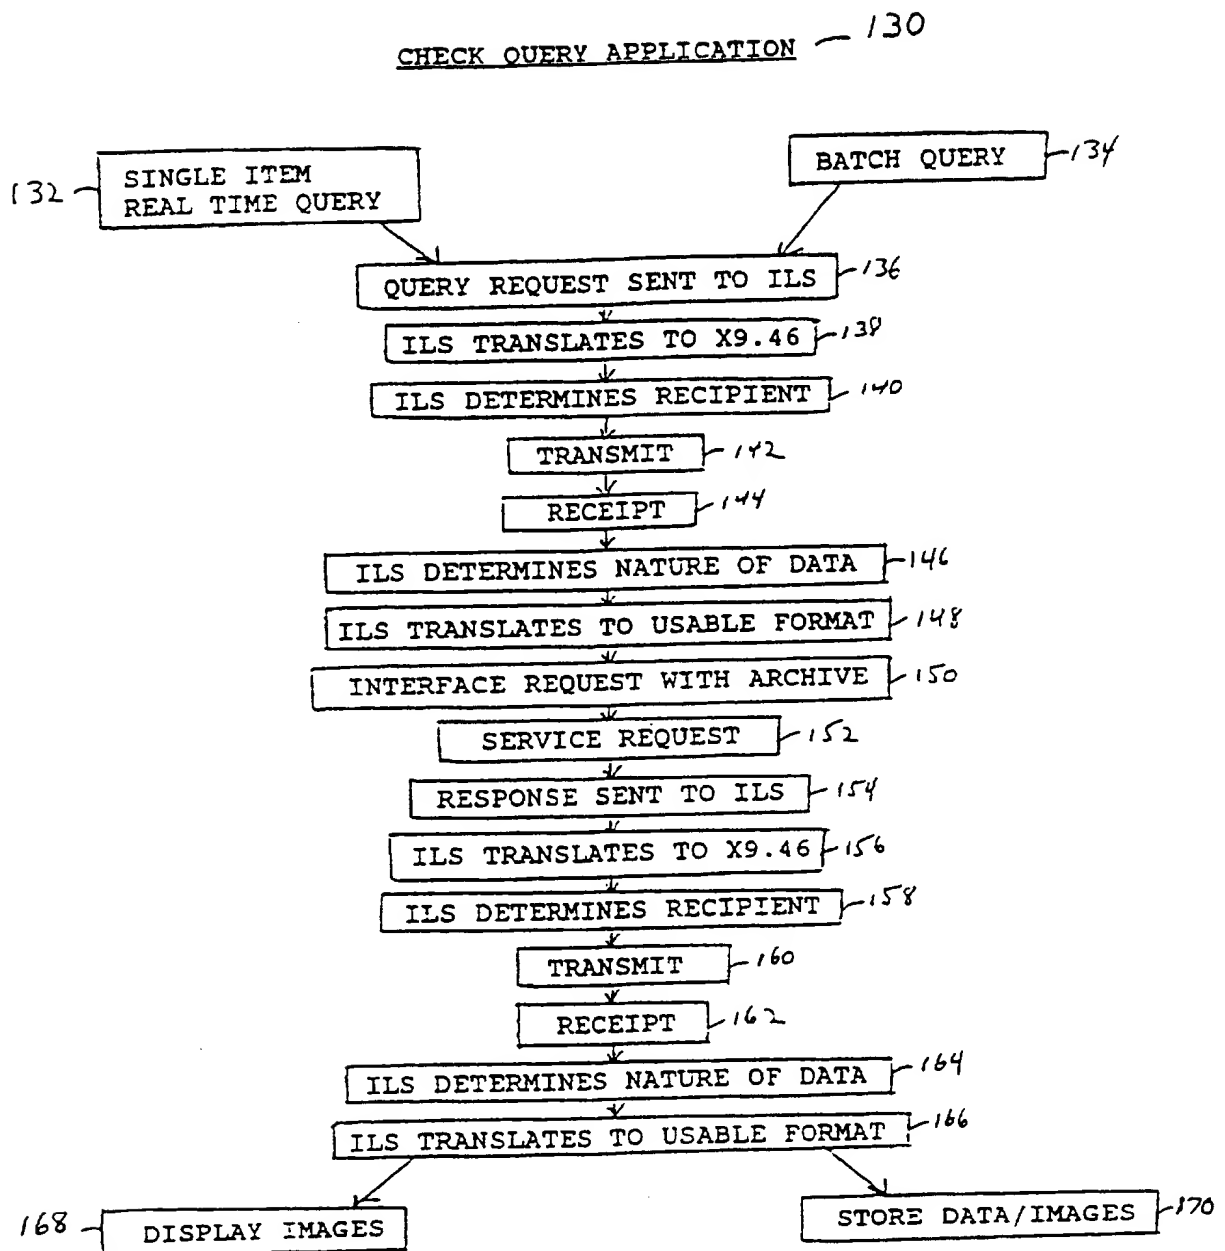 CHECK QUERY APPLICATION 130
132 SINGLE ITEM
REAL TIME QUERY
BATCH QUERY 134
QUERY REQUEST SENT TO ILS 136
ILS TRANSLATES TO X9.46 138
ILS DETERMINES RECIPIENT 140
TRANSMIT 142
RECEIPT 144
ILS DETERMINES NATURE OF DATA 146
ILS TRANSLATES TO USABLE FORMAT 148
INTERFACE REQUEST WITH ARCHIVE 150
SERVICE REQUEST 152
RESPONSE SENT TO ILS 154
ILS TRANSLATES TO X9.46 156
ILS DETERMINES RECIPIENT 158
TRANSMIT 160
RECEIPT 162
ILS DETERMINES NATURE OF DATA 164
ILS TRANSLATES TO USABLE FORMAT 166
168 DISPLAY IMAGES
STORE DATA/IMAGES 170